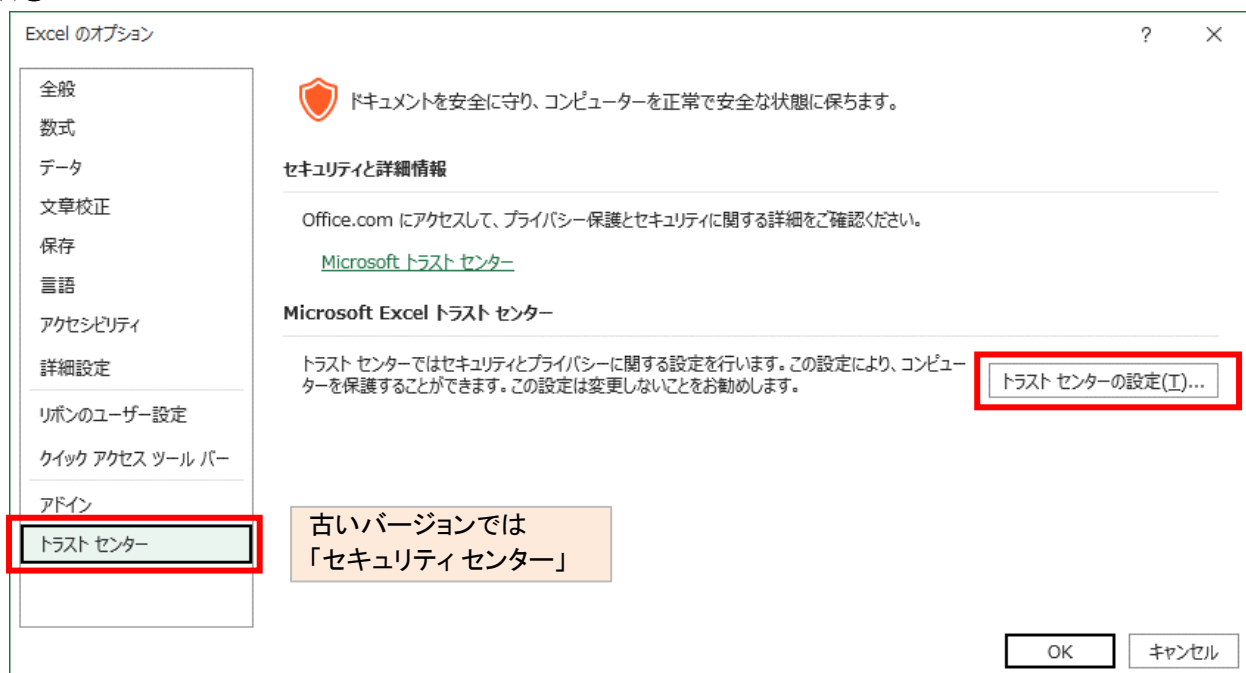 Excel のオプション
? ×
全般
数式
データ
文章校正
保存
言語
アクセシビリティ
詳細設定
リボンのユーザー設定
クイック アクセス ツール バー
アドイン
トラスト センター
ドキュメントを安全に守り、コンピューターを正常で安全な状態に保ちます。
セキュリティと詳細情報
Office.com にアクセスして、プライバシー保護とセキュリティに関する詳細をご確認ください。
Microsoft トラスト センター
Microsoft Excel トラスト センター
トラスト センターではセキュリティとプライバシーに関する設定を行います。この設定により、コンピュー
ターを保護することができます。この設定は変更しないことをお勧めします。
トラスト センターの設定(T)...
古いバージョンでは
「セキュリティ センター」
OK
キャンセル